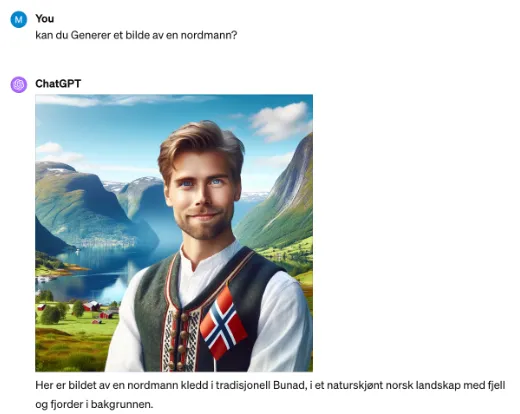 You
kan du Generer et bilde av en nordmann?
ChatGPT
Her er bildet av en nordmann kledd i tradisjonell Bunad, i et naturskjønt norsk landskap med fjell
og fjorder i bakgrunnen.